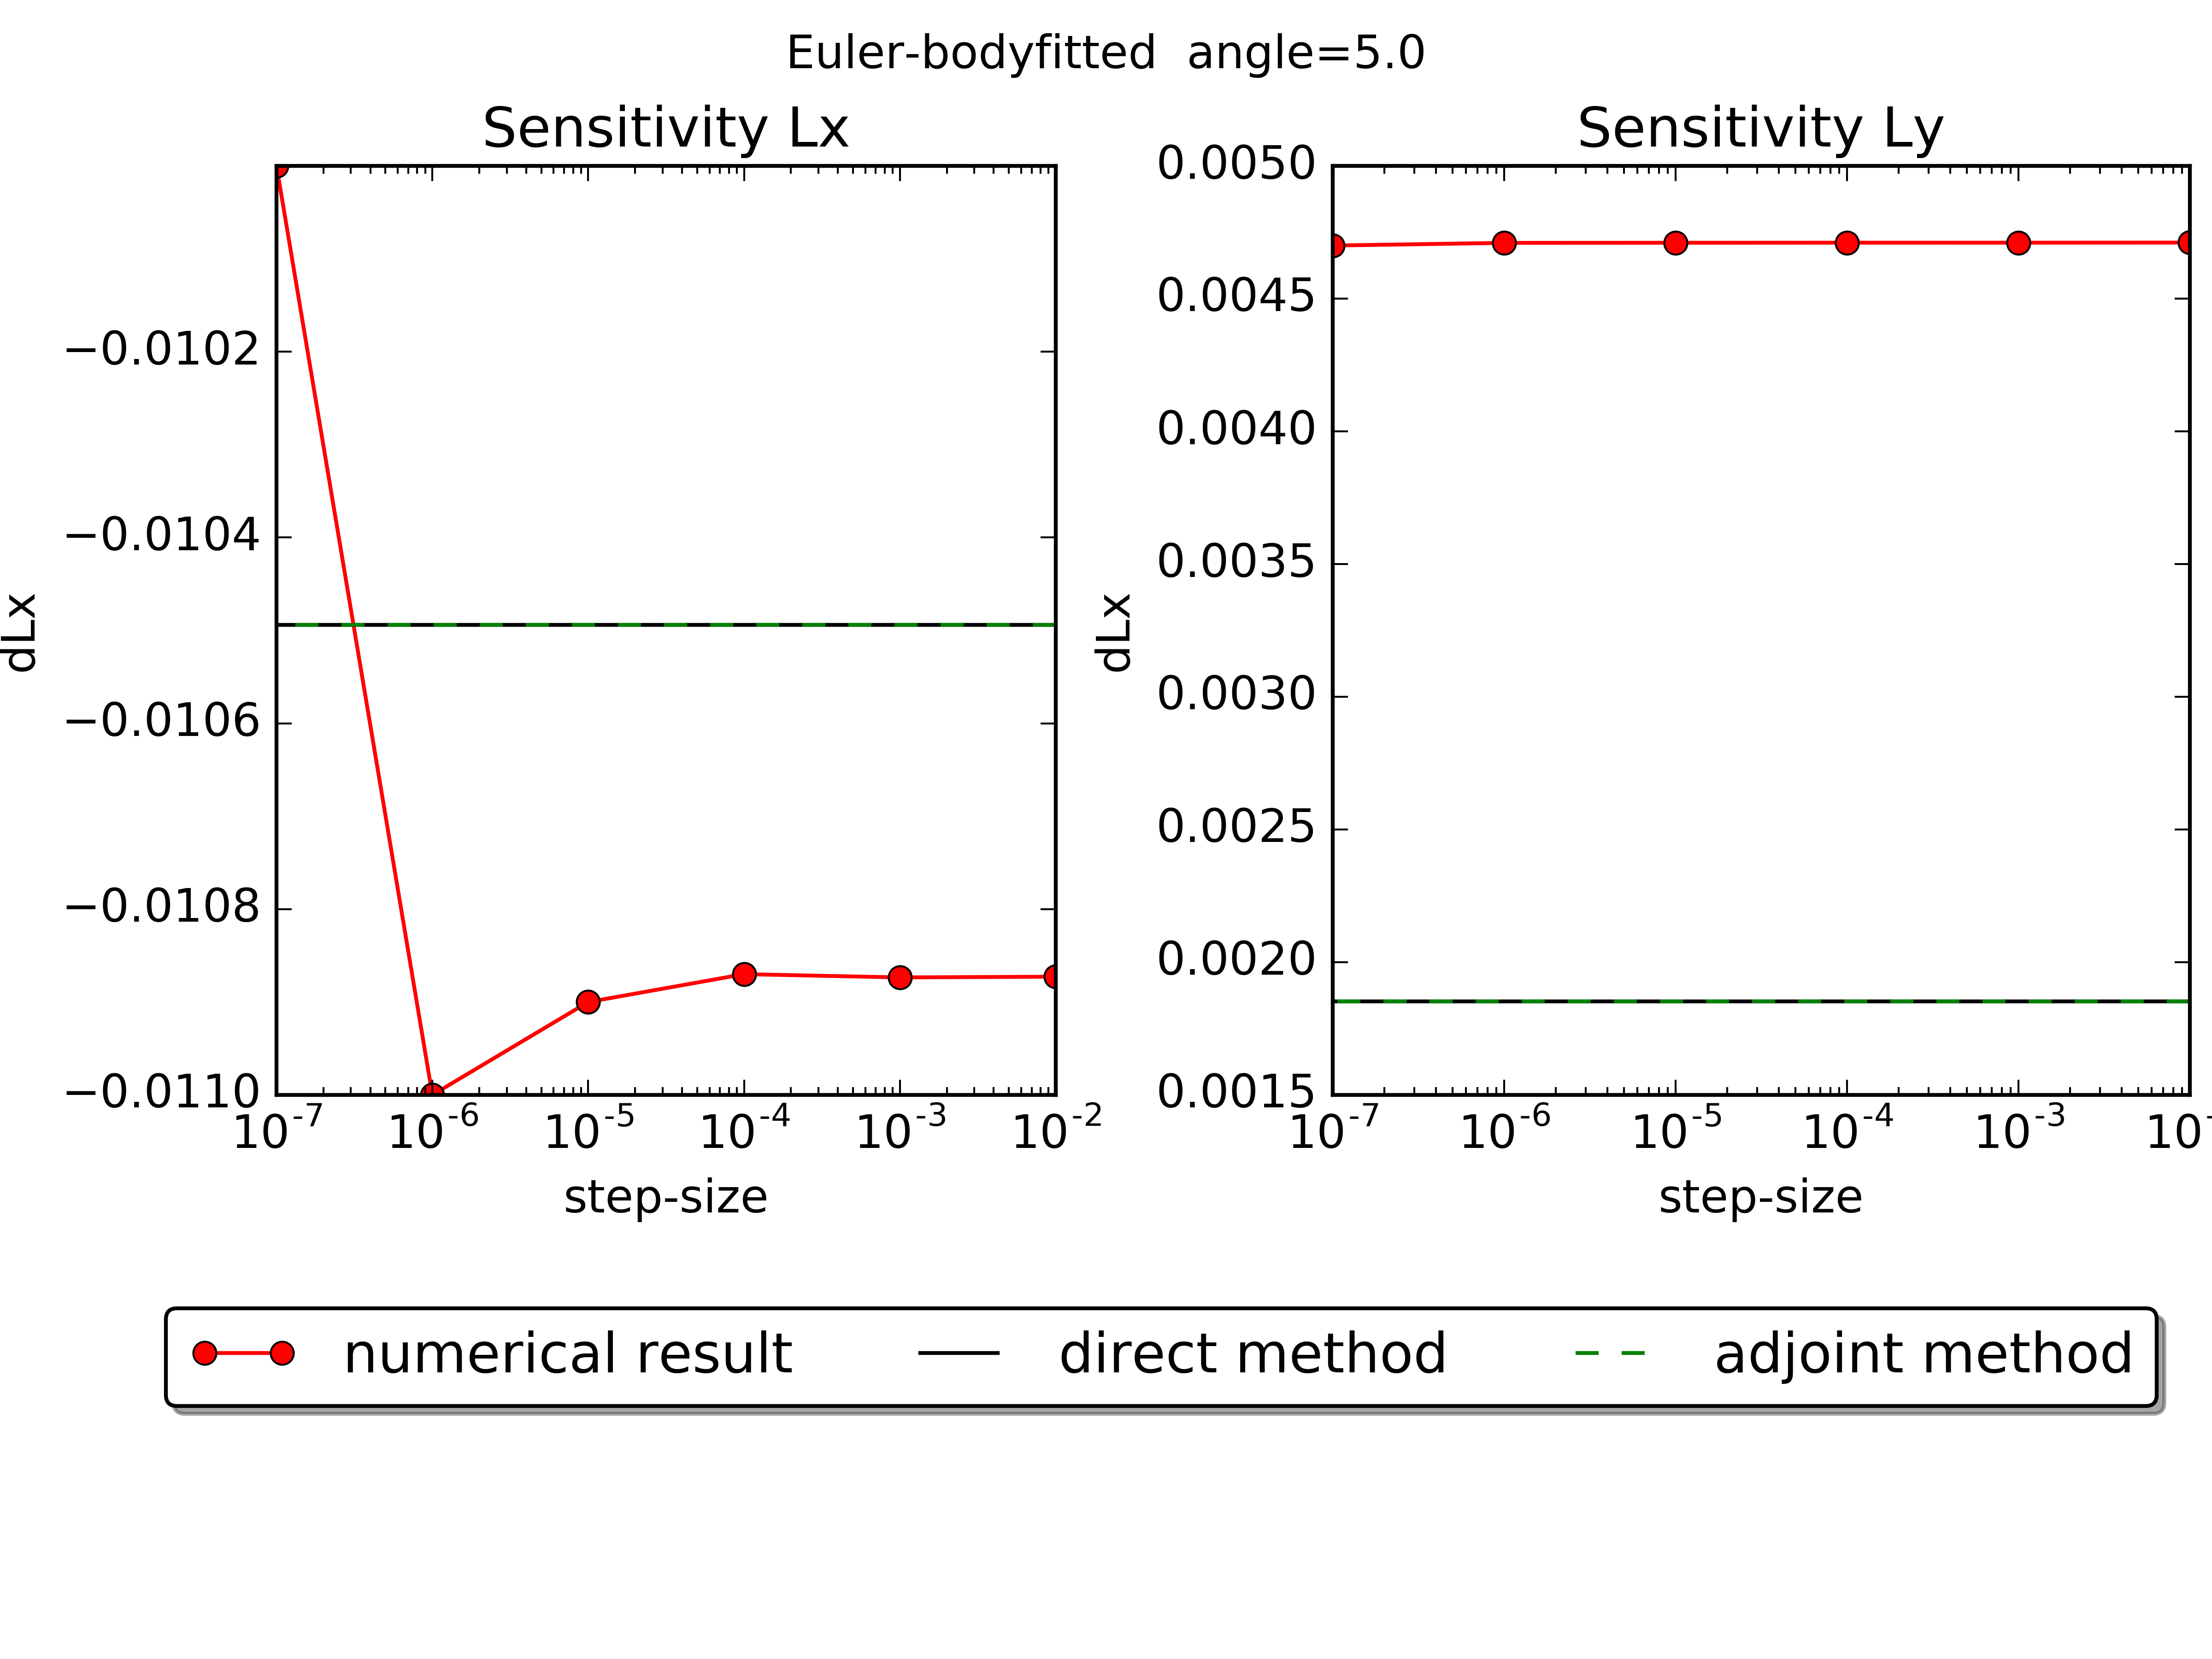 Euler-bodyfitted  angle=5.0
Sensitivity Lx
−0.0102
−0.0104
−0.0106
−0.0108
−0.0110
dLx
10^-7 10^-6 10^-5 10^-4 10^-3 10^-2
step-size
Sensitivity Ly
0.0050
0.0045
0.0040
0.0035
0.0030
0.0025
0.0020
0.0015
dLx
10^-7 10^-6 10^-5 10^-4 10^-3 10^-
step-size
numerical result direct method adjoint method